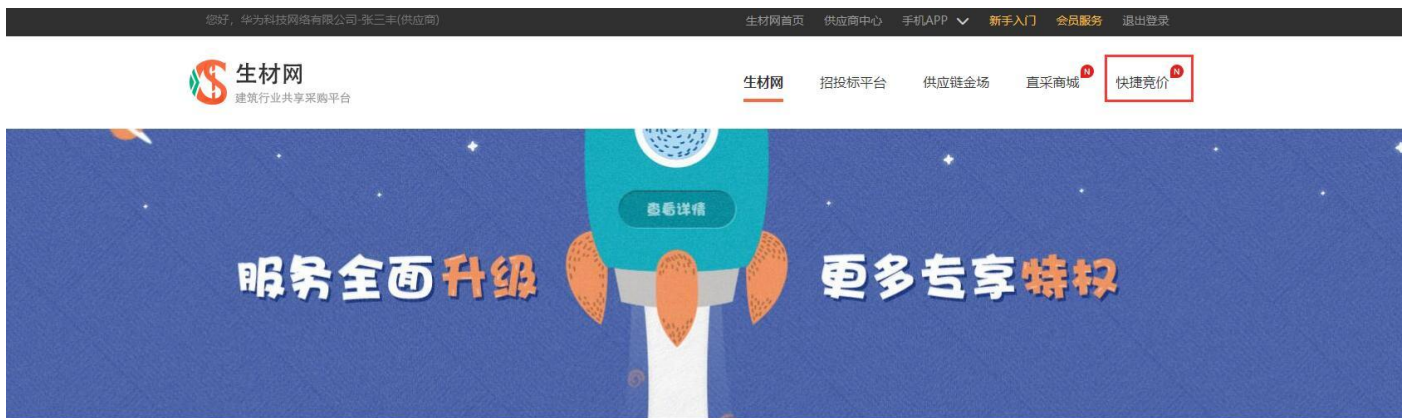 您好，华为科技网络有限公司-张三丰(供应商) 生材网首页 供应商中心 手机APP 新手入门 会员服务 退出登录
生材网
建筑行业共享采购平台
生材网 招投标平台 供应链金场 直采商城 N 快捷竞价 N
查看详情
服务全面升级 更多专享特权